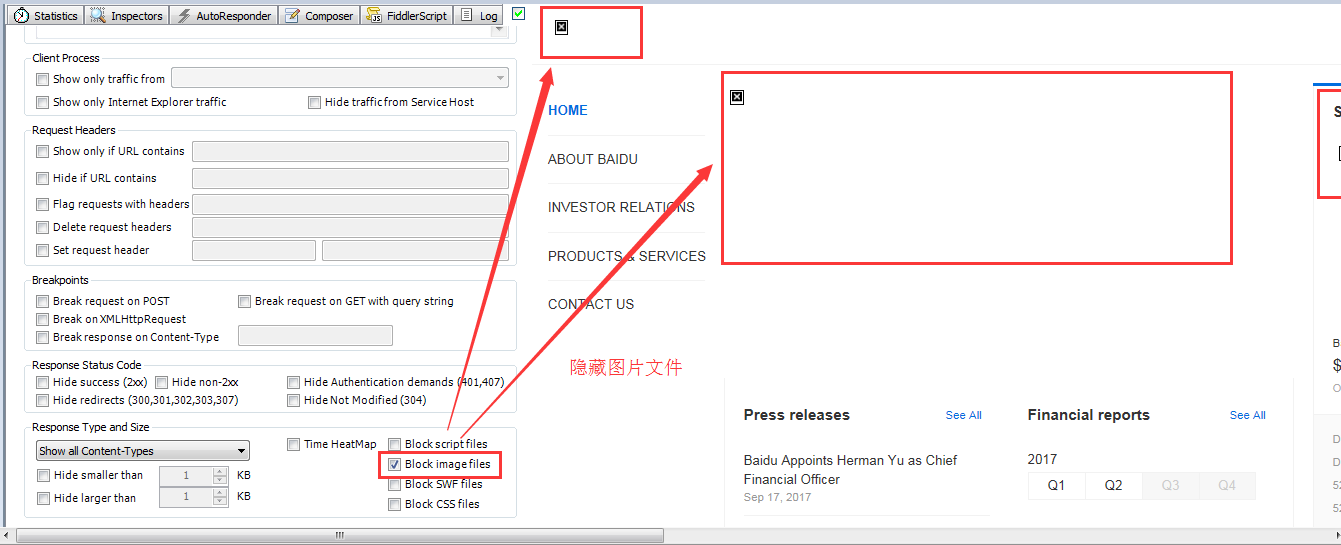 Statistics
Inspectors
AutoResponder
Composer
FiddlerScript
Log
Client Process
Show only traffic from
Show only Internet Explorer traffic
Hide traffic from Service Host
Request Headers
Show only if URL contains
Hide if URL contains
Flag requests with headers
Delete request headers
Set request header
Breakpoints
Break request on POST
Break request on GET with query string
Break on XMLHttpRequest
Break response on Content-Type
Response Status Code
Hide success (2xx)
Hide non-2xx
Hide Authentication demands (401,407)
Hide redirects (300,301,302,303,307)
Hide Not Modified (304)
Response Type and Size
Show all Content-Types
Time HeatMap
Block script files
Hide smaller than
1
KB
Block image files
Block SWF files
Hide larger than
1
KB
Block CSS files
HOME
ABOUT BAIDU
INVESTOR RELATIONS
PRODUCTS & SERVICES
CONTACT US
隐藏图片文件
Press releases
See All
Baidu Appoints Herman Yu as Chief
Financial Officer
Sep 17, 2017
Financial reports
See All
2017
Q1
Q2
Q3
Q4
S
B
$
O
D
D
52
52